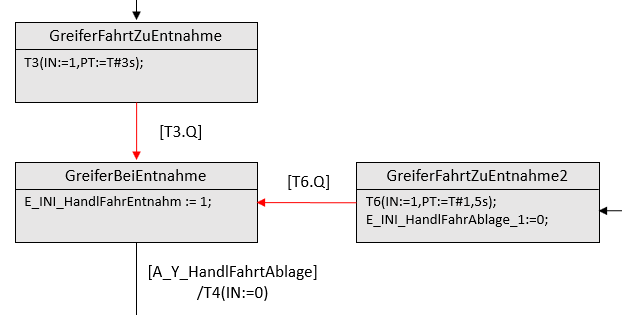 GreiferFahrtZuEntnahme
T3(IN:=1,PT:=T#3s);
[T3.Q]
GreiferBeiEntnahme
E_INI_HandlFahrEntnahm := 1;
[T6.Q]
GreiferFahrtZuEntnahme2
T6(IN:=1,PT:=T#1,5s);
E_INI_HandlFahrAblage_1:=0;
[A_Y_HandlFahrtAblage]
/T4(IN:=0)